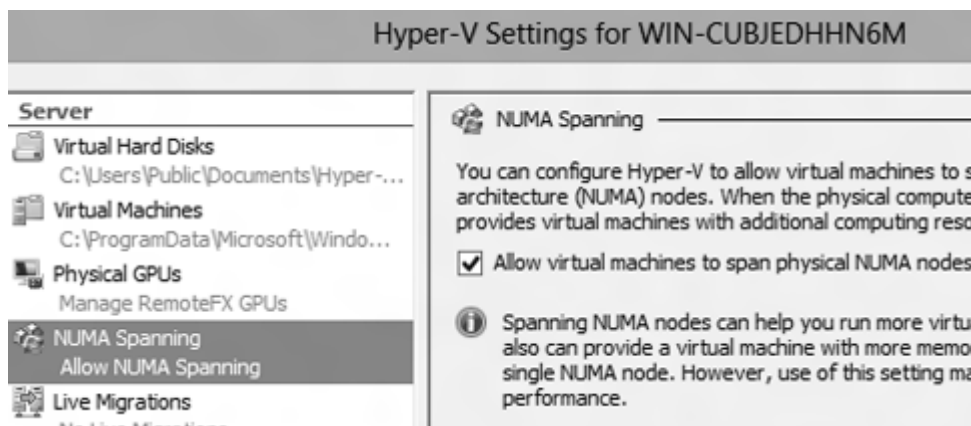 Hyper-V Settings for WIN-CUBJEDHHN6M
Server
Virtual Hard Disks
C:\Users\Public\Documents\Hyper-...
Virtual Machines
C:\ProgramData\Microsoft\Windo...
Physical GPUs
Manage RemoteFX GPUs
NUMA Spanning
Allow NUMA Spanning
Live Migrations
No Live Migrations
NUMA Spanning
You can configure Hyper-V to allow virtual machines to s
architecture (NUMA) nodes. When the physical compute
provides virtual machines with additional computing reso
Allow virtual machines to span physical NUMA nodes
Spanning NUMA nodes can help you run more virtu
also can provide a virtual machine with more memo
single NUMA node. However, use of this setting ma
performance.